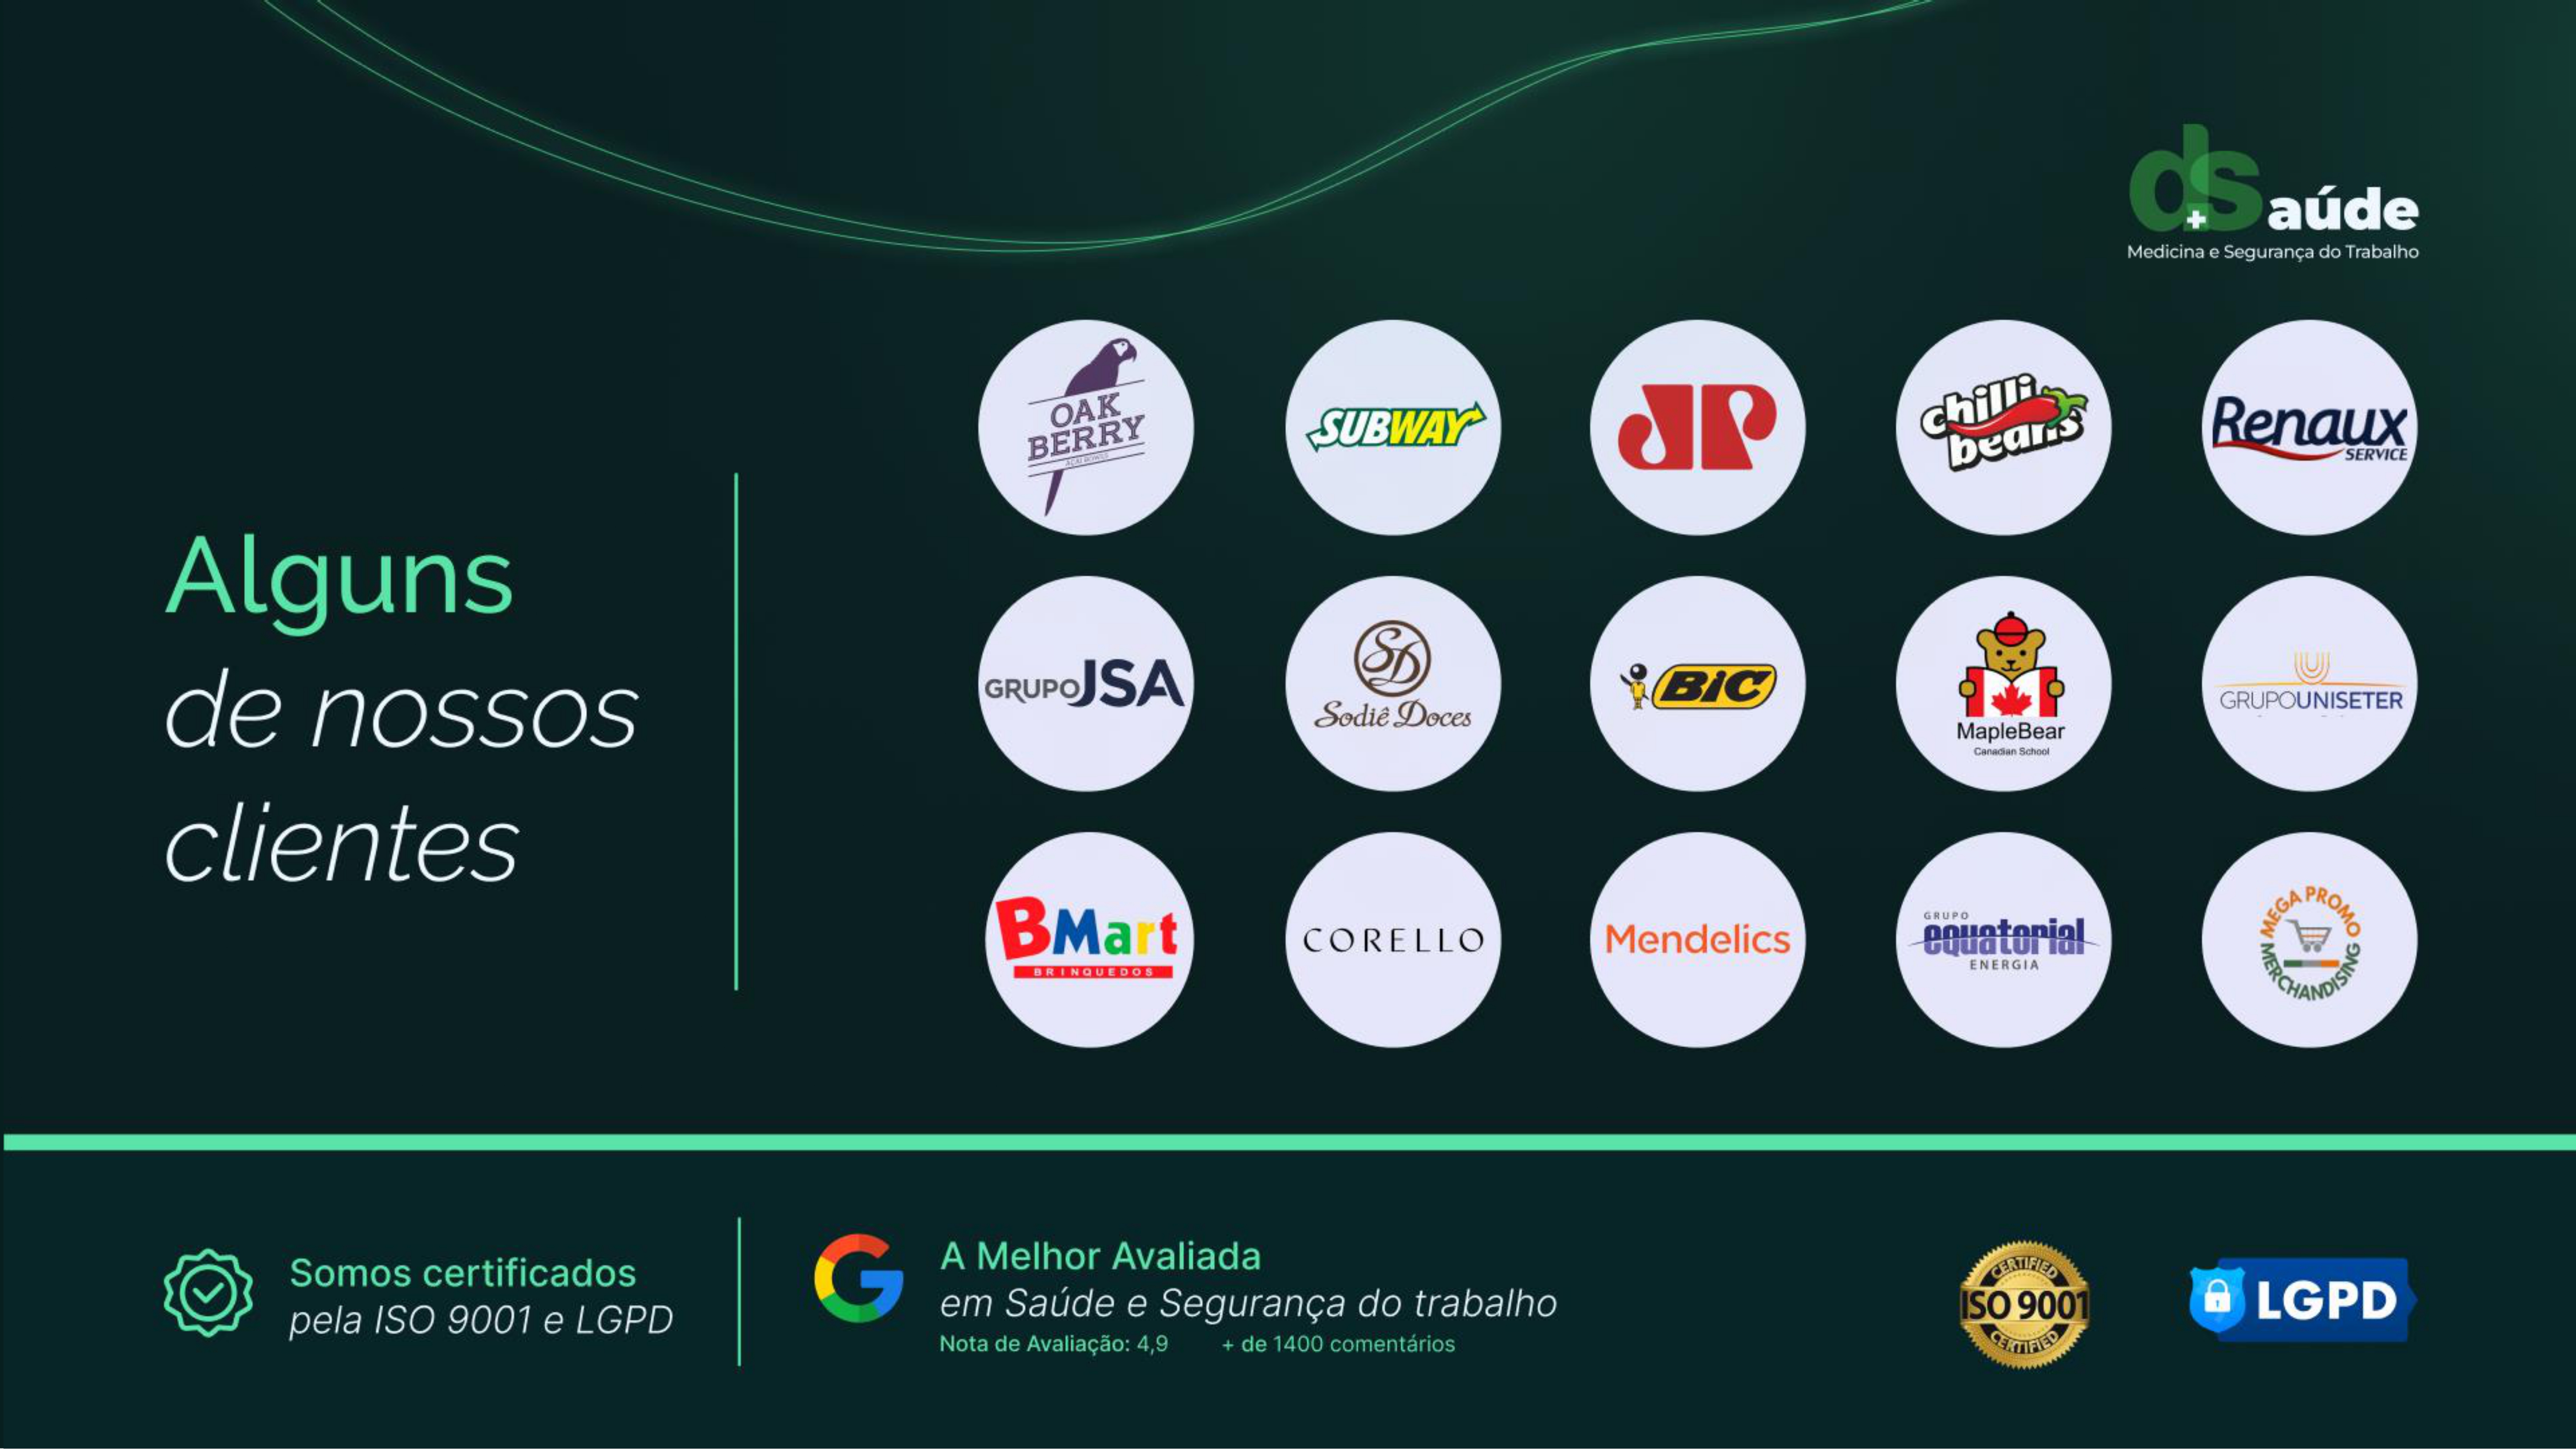 dsaúde
Medicina e Segurança do Trabalho
Alguns
de nossos
clientes
OAK
BERRY
AÇAÍ BOWLS
SUBWAY
JP
chilli
beans
Renaux
SERVICE
GRUPO JSA
SD
Sodiê Doces
BIC
MapleBear
Canadian School
GRUPOUNISETER
BMart
BRINQUEDOS
CORELLO
Mendelics
GRUPO
equatorial
ENERGIA
MEGA PROMO
MERCHANDISING
Somos certificados
pela ISO 9001 e LGPD
G
A Melhor Avaliada
em Saúde e Segurança do trabalho
Nota de Avaliação: 4,9 + de 1400 comentários
CERTIFIED
ISO 9001
CERTIFIED
LGPD